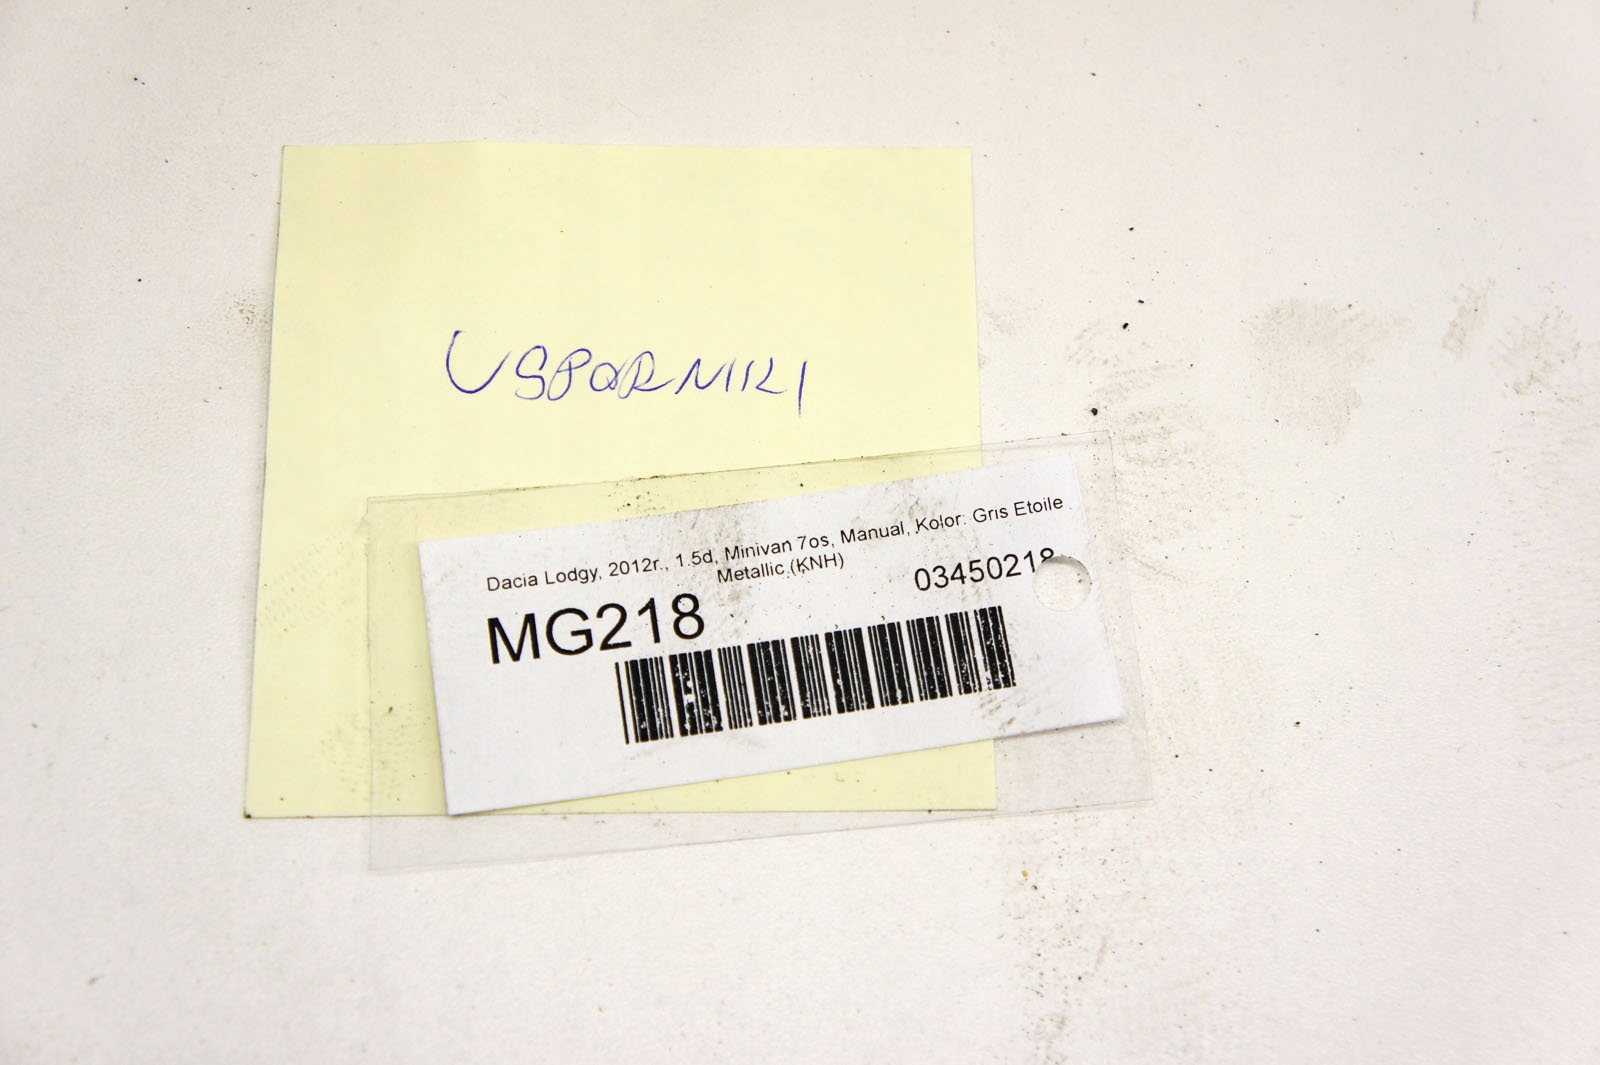 USPORNIKI
Dacia Lodgy, 2012r., 1.5d, Minivan 7os, Manual, Kolor: Gris Etoile
Metallic (KNH)
03450218
MG218